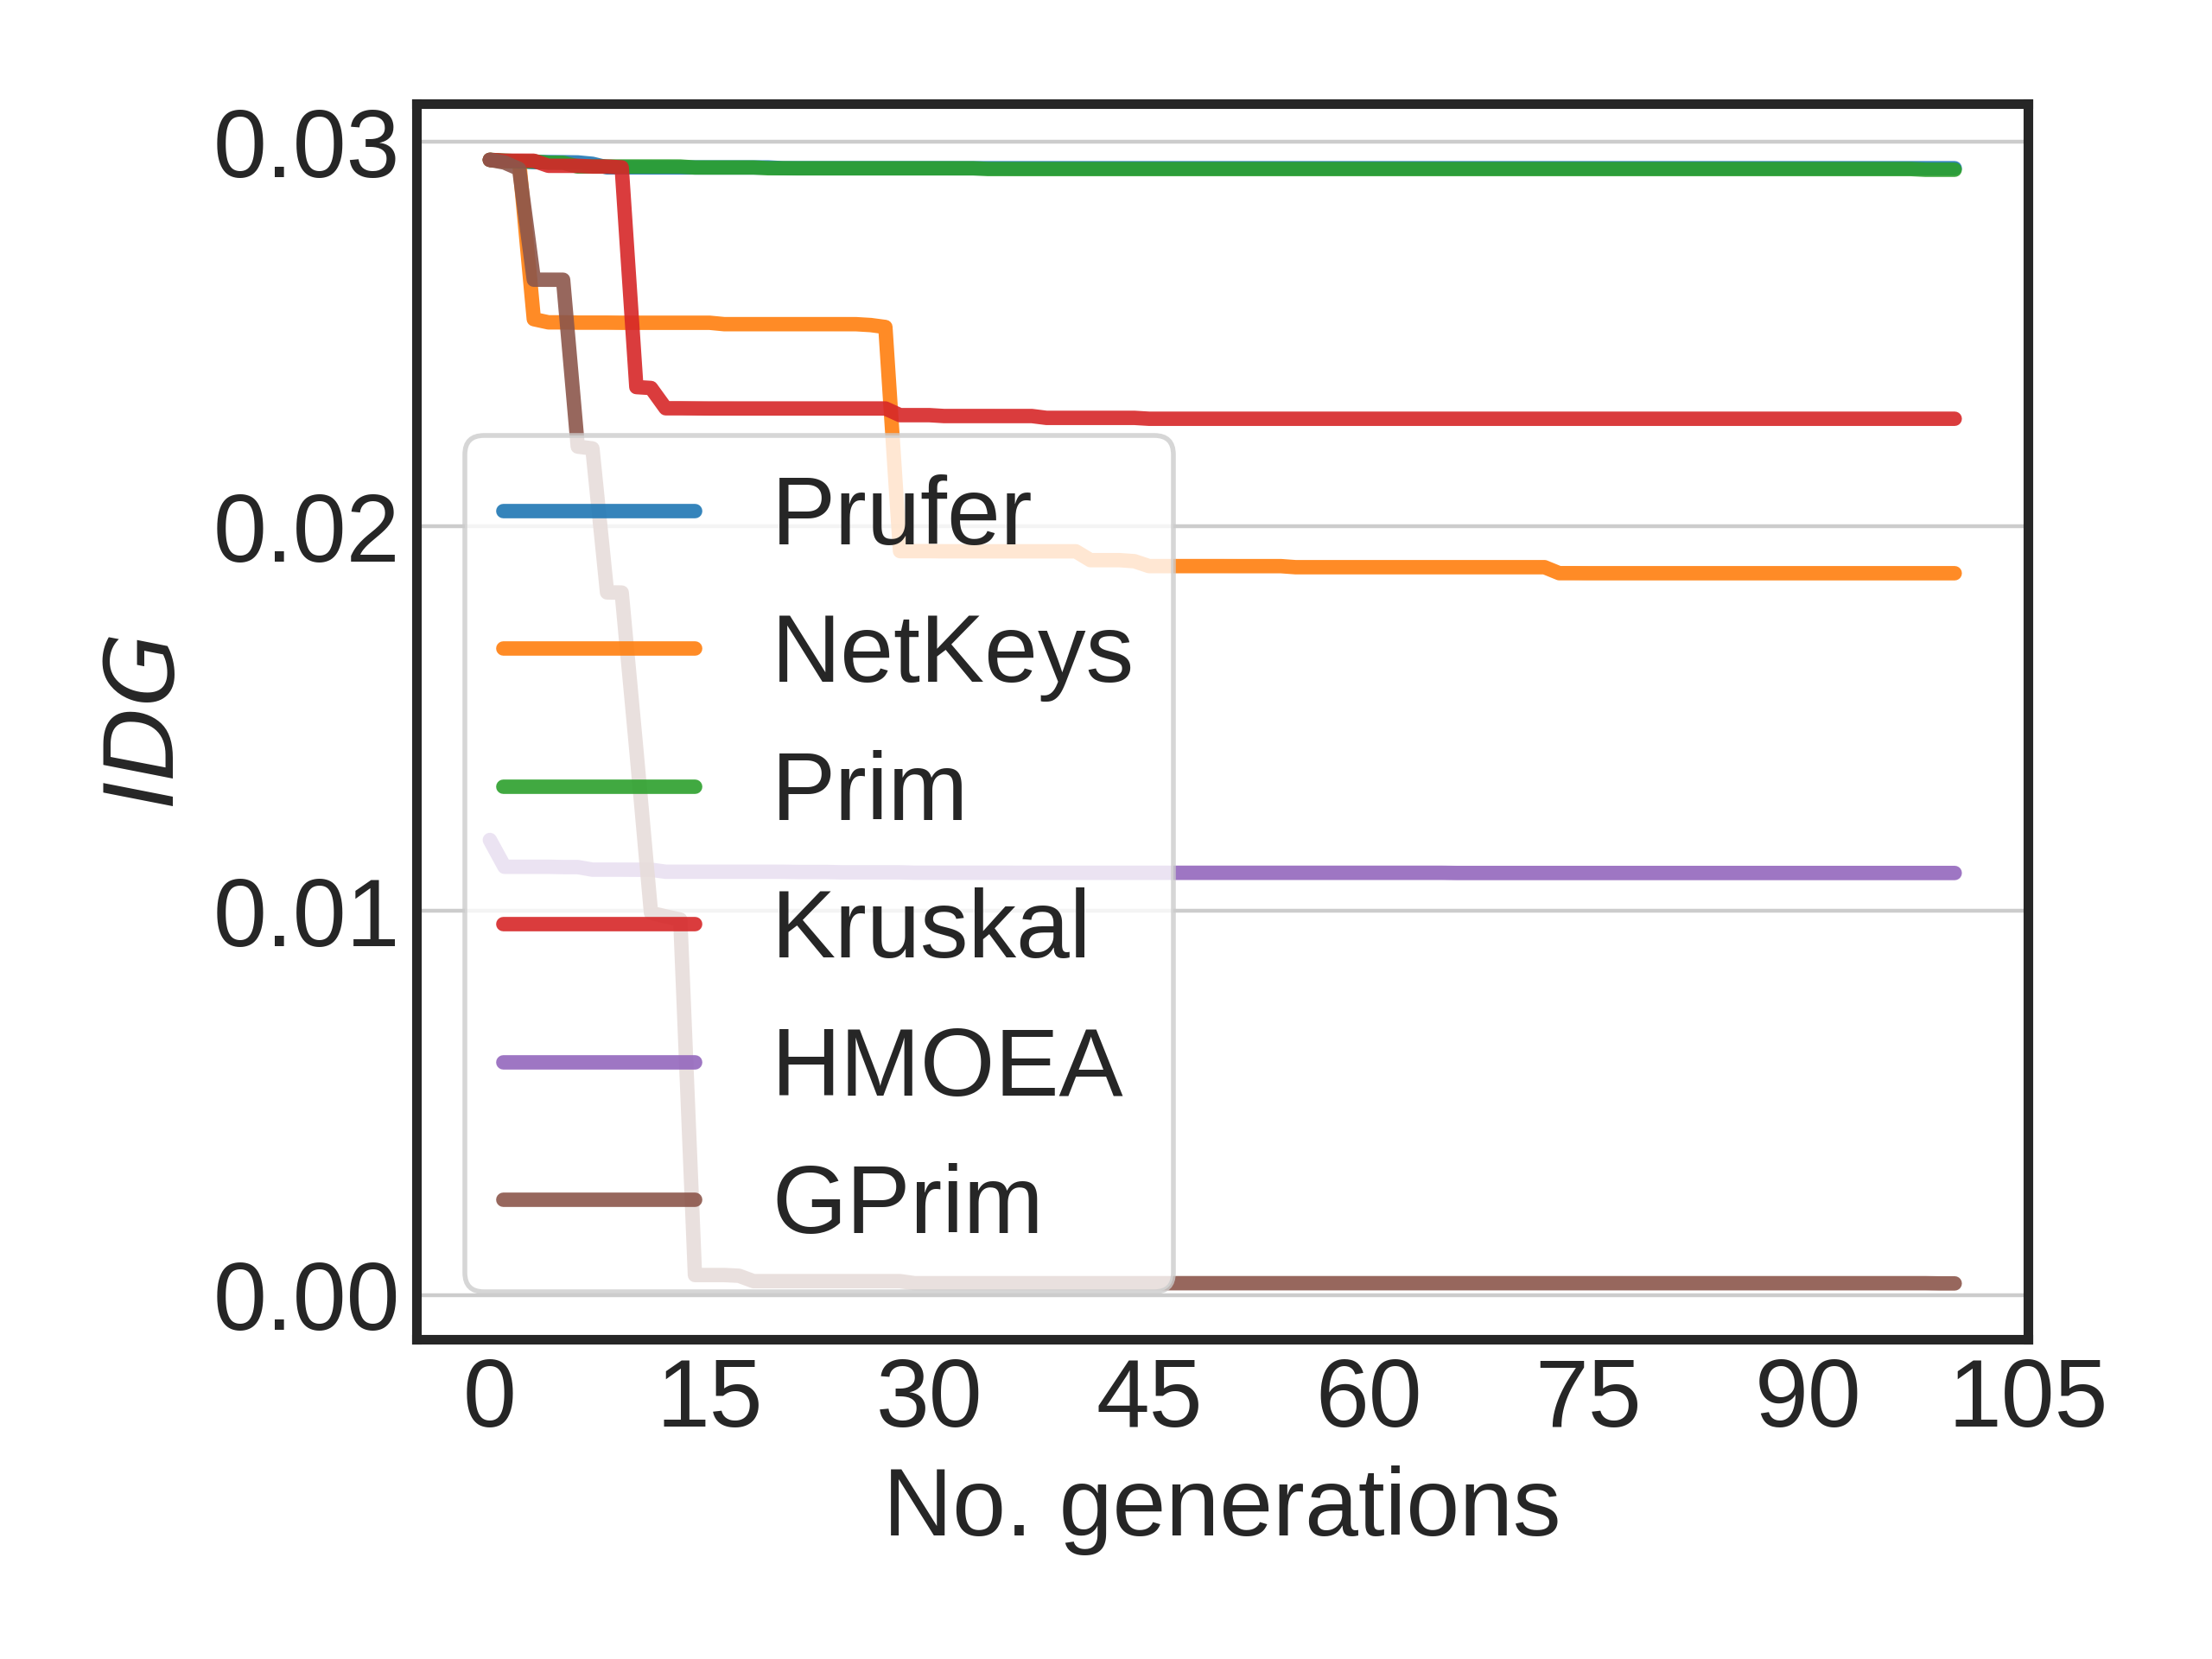 0.03
0.02
0.01
0.00
IDG
Prufer
NetKeys
Prim
Kruskal
HMOEA
GPrim
0 15 30 45 60 75 90 105
No. generations